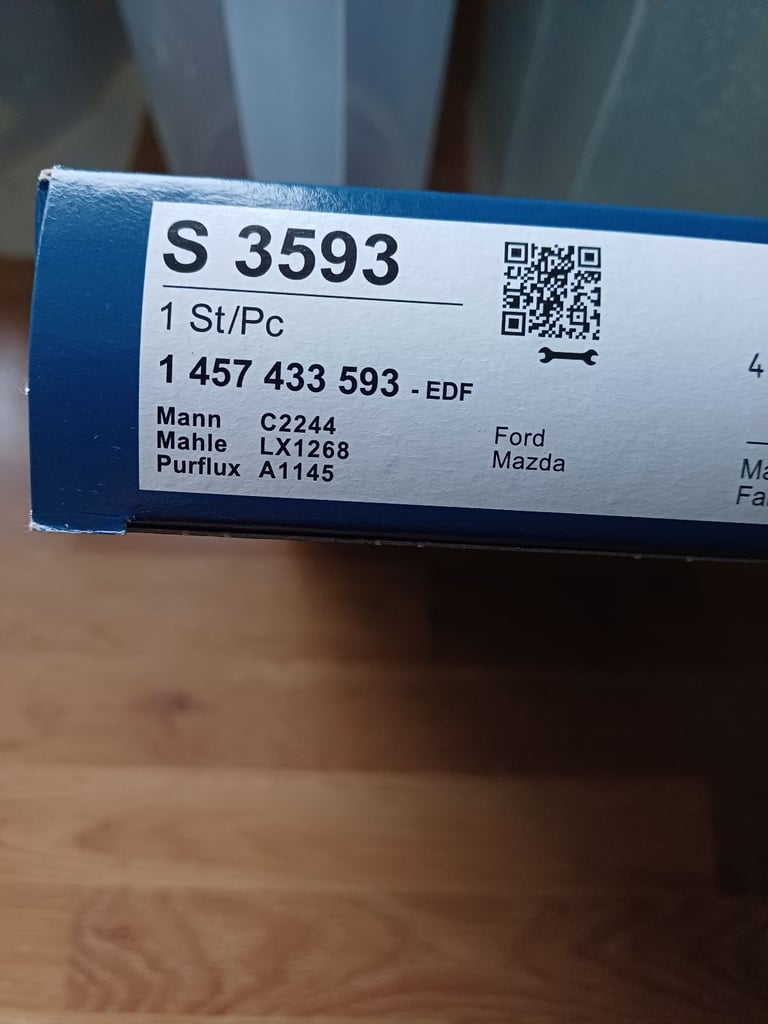 S 3593
1 St/Pc
1 457 433 593 - EDF
Mann C2244
Mahle LX1268
Purflux A1145
Ford
Mazda
4